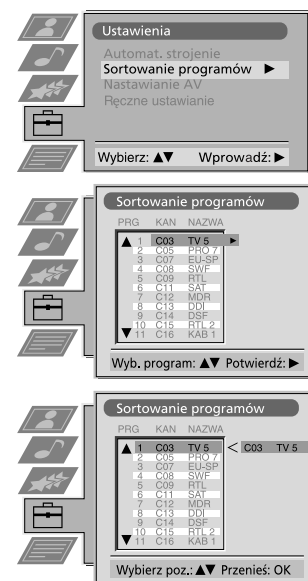 Ustawienia
Automat. strojenie
Sortowanie programów ▶
Nastawianie AV
Ręczne ustawianie
Wybierz: ▲▼ Wprowadź: ▶
Sortowanie programów
PRG KAN NAZWA
▲ 1 C03 TV 5 ▶
2 C05 PRO 7
3 C07 EU-SP
4 C08 SWF
5 C09 RTL
6 C11 SAT
7 C12 MDR
8 C13 DDI
9 C14 DSF
10 C15 RTL 2
▼ 11 C16 KAB 1
Wyb. program: ▲▼ Potwierdź: ▶
Sortowanie programów
PRG KAN NAZWA
▲ 1 C03 TV 5 < C03 TV 5
2 C05 PRO 7
3 C07 EU-SP
4 C08 SWF
5 C09 RTL
6 C11 SAT
7 C12 MDR
8 C13 DDI
9 C14 DSF
10 C15 RTL 2
▼ 11 C16 KAB 1
Wybierz poz.: ▲▼ Przenieś: OK